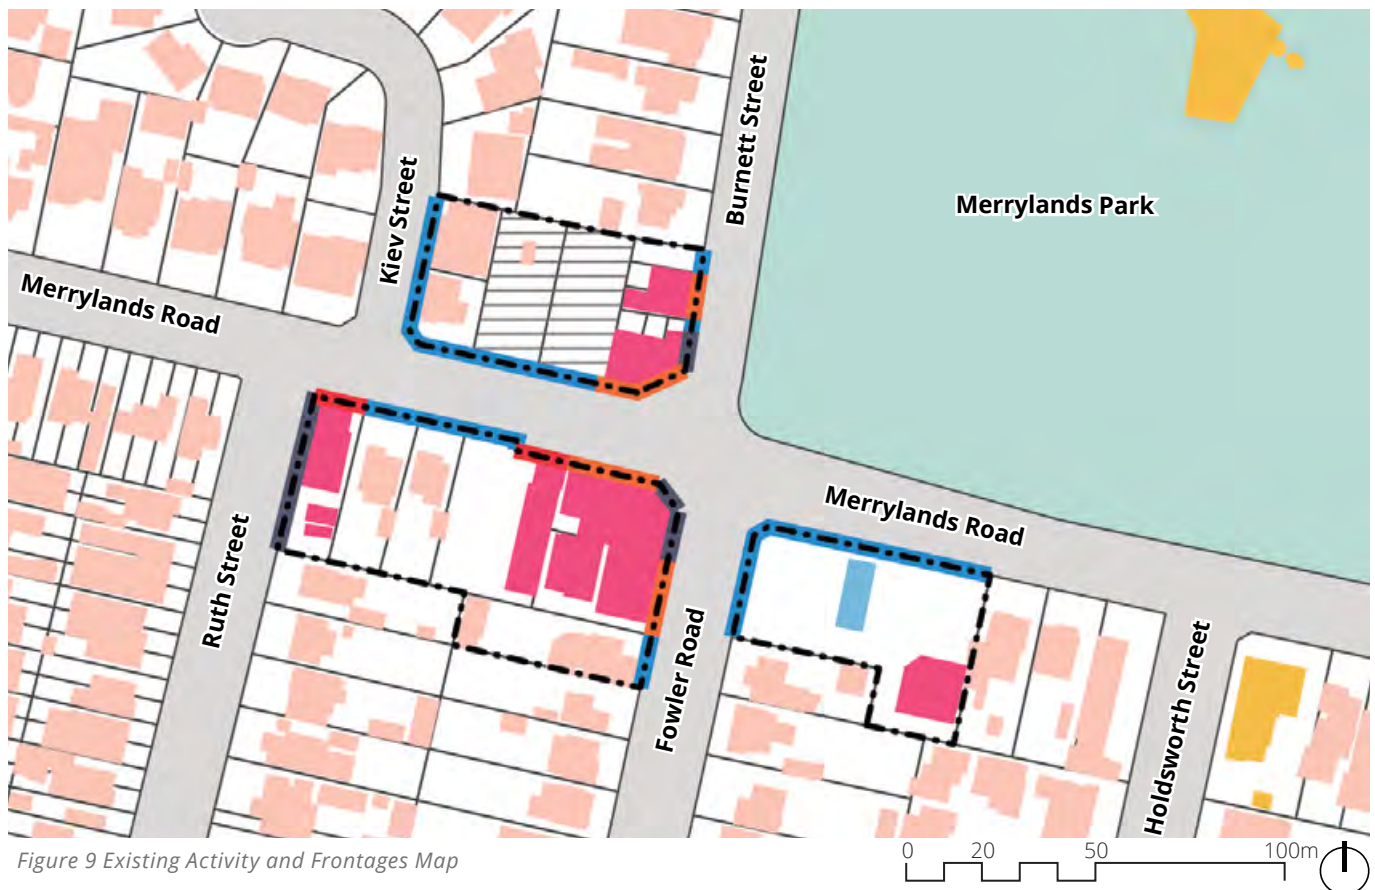 Burnett Street
Merrylands Park
Kiev Street
Merrylands Road
Merrylands Road
Ruth Street
Fowler Road
Holdsworth Street
Figure 9 Existing Activity and Frontages Map
0 20 50 100m